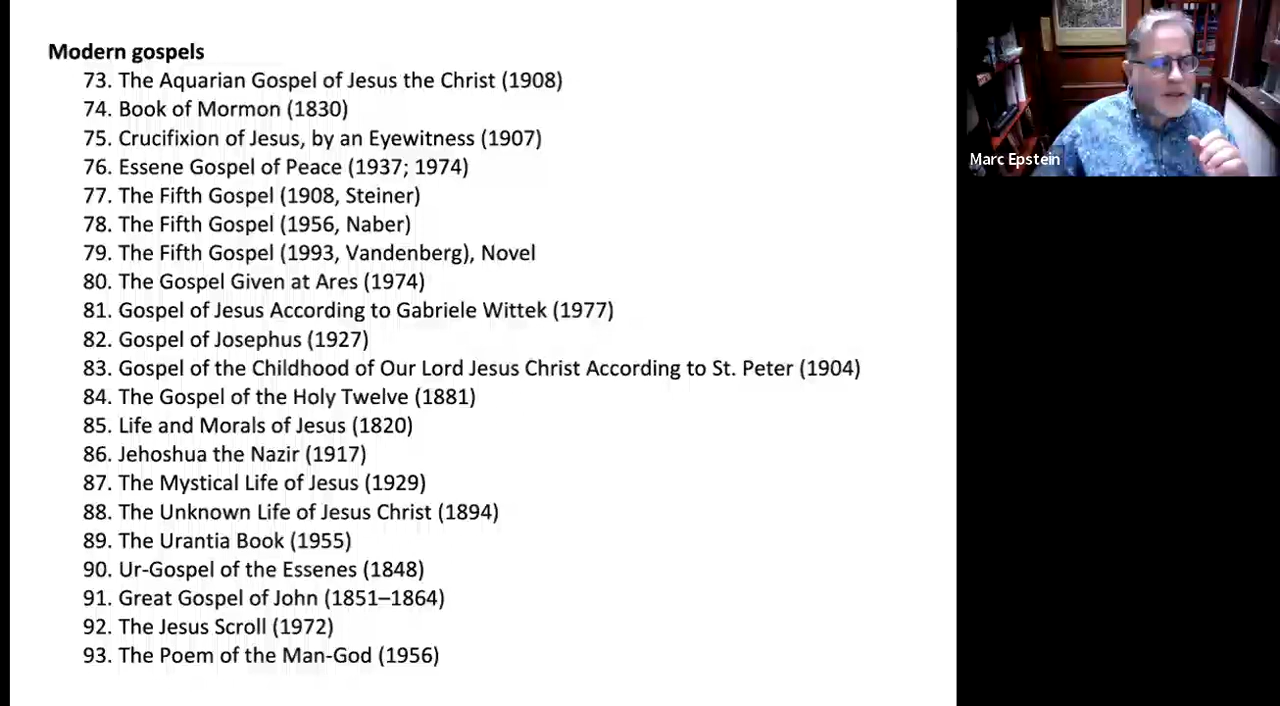 Modern gospels
73. The Aquarian Gospel of Jesus the Christ (1908)
74. Book of Mormon (1830)
75. Crucifixion of Jesus, by an Eyewitness (1907)
76. Essene Gospel of Peace (1937; 1974)
77. The Fifth Gospel (1908, Steiner)
78. The Fifth Gospel (1956, Naber)
79. The Fifth Gospel (1993, Vandenberg), Novel
80. The Gospel Given at Ares (1974)
81. Gospel of Jesus According to Gabriele Wittek (1977)
82. Gospel of Josephus (1927)
83. Gospel of the Childhood of Our Lord Jesus Christ According to St. Peter (1904)
84. The Gospel of the Holy Twelve (1881)
85. Life and Morals of Jesus (1820)
86. Jehoshua the Nazir (1917)
87. The Mystical Life of Jesus (1929)
88. The Unknown Life of Jesus Christ (1894)
89. The Urantia Book (1955)
90. Ur-Gospel of the Essenes (1848)
91. Great Gospel of John (1851–1864)
92. The Jesus Scroll (1972)
93. The Poem of the Man-God (1956)
Marc Epstein